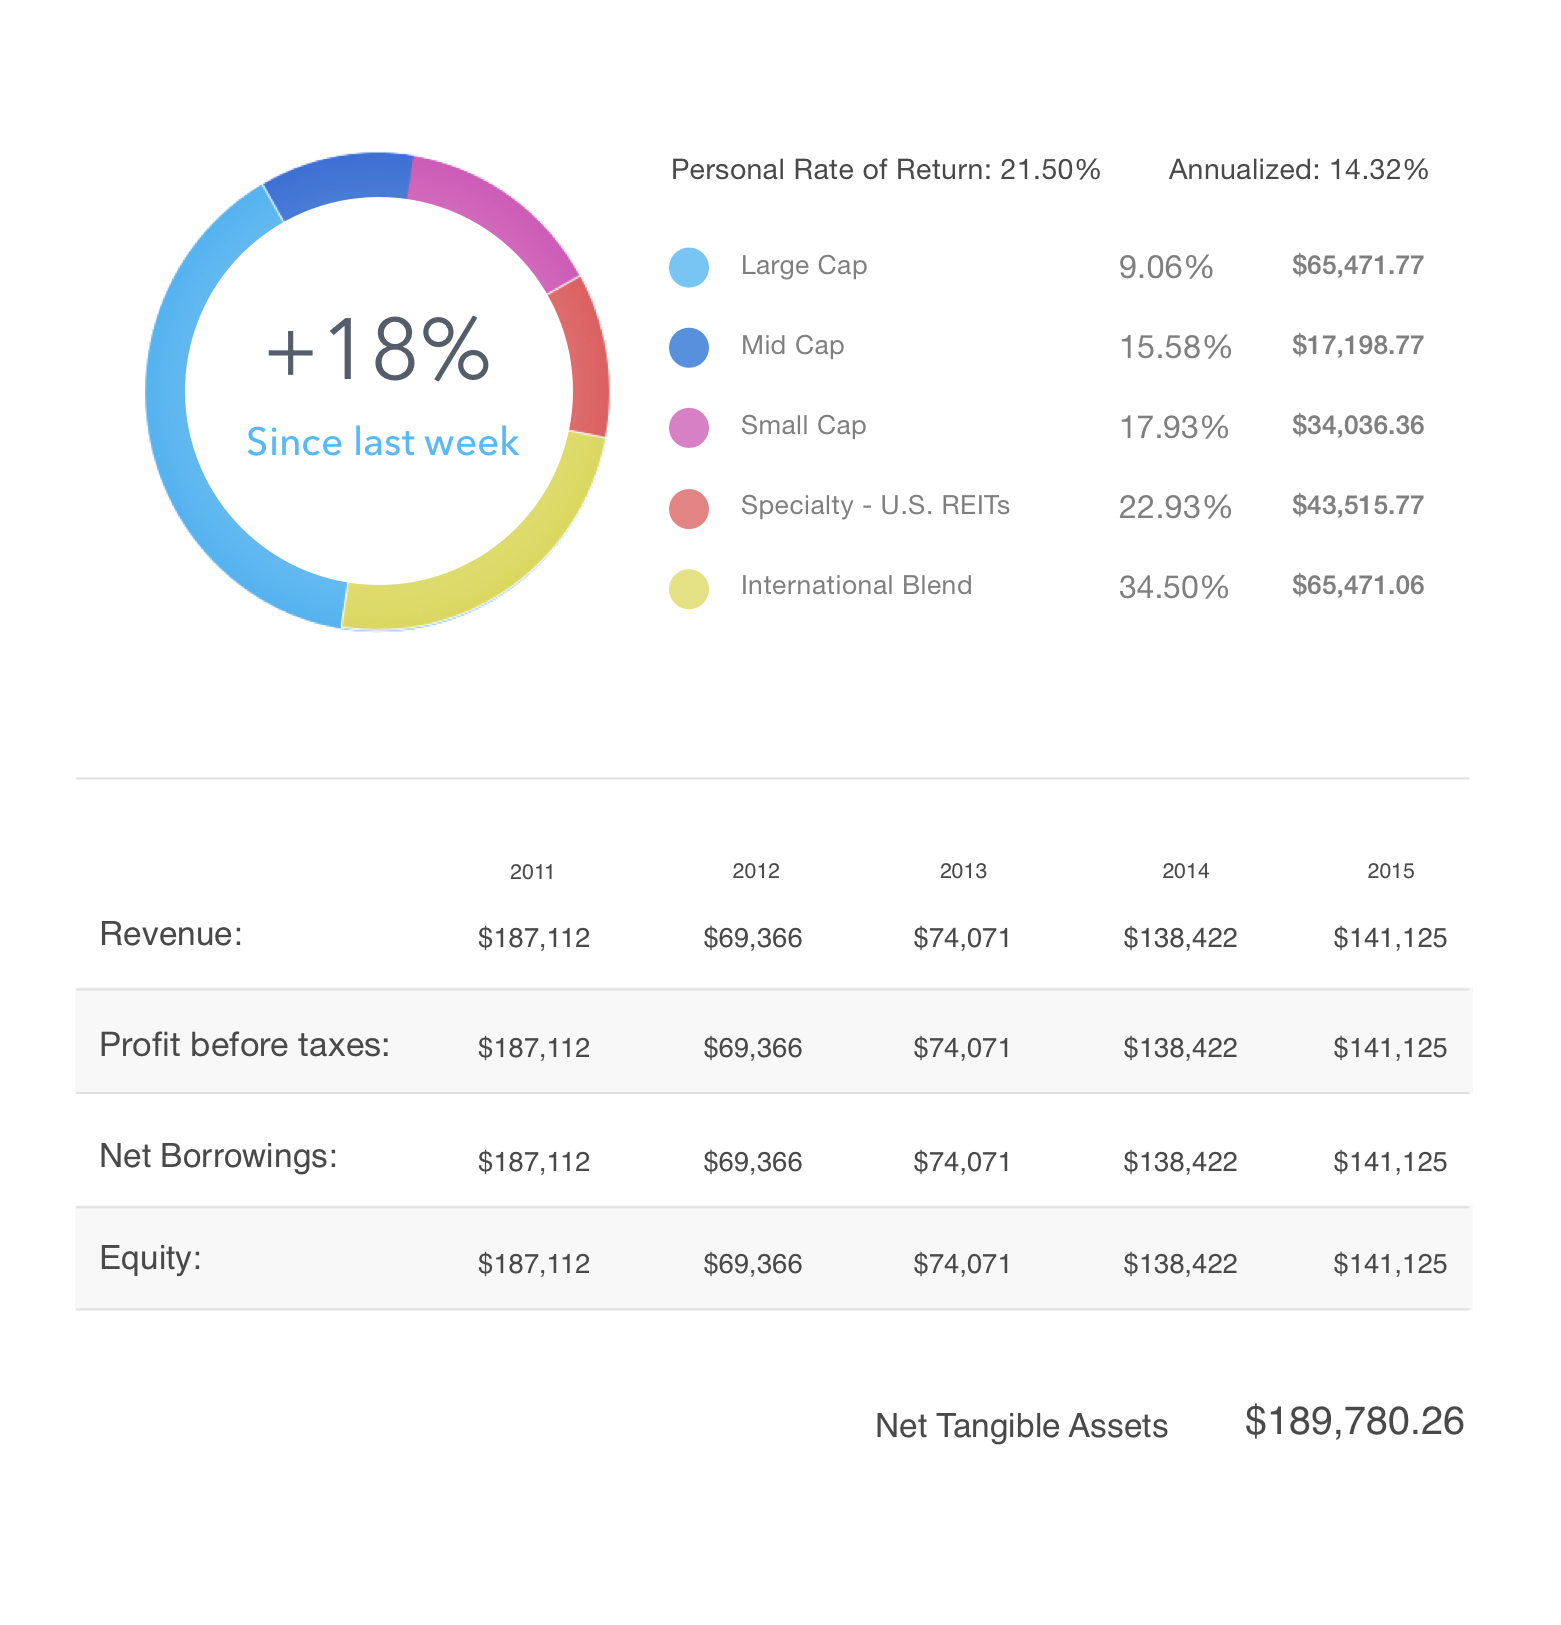 Personal Rate of Return: 21.50% Annualized: 14.32%
Large Cap 9.06% $65,471.77
Mid Cap 15.58% $17,198.77
Small Cap 17.93% $34,036.36
Specialty - U.S. REITs 22.93% $43,515.77
International Blend 34.50% $65,471.06
+18%
Since last week
2011 2012 2013 2014 2015
Revenue: $187,112 $69,366 $74,071 $138,422 $141,125
Profit before taxes: $187,112 $69,366 $74,071 $138,422 $141,125
Net Borrowings: $187,112 $69,366 $74,071 $138,422 $141,125
Equity: $187,112 $69,366 $74,071 $138,422 $141,125
Net Tangible Assets $189,780.26